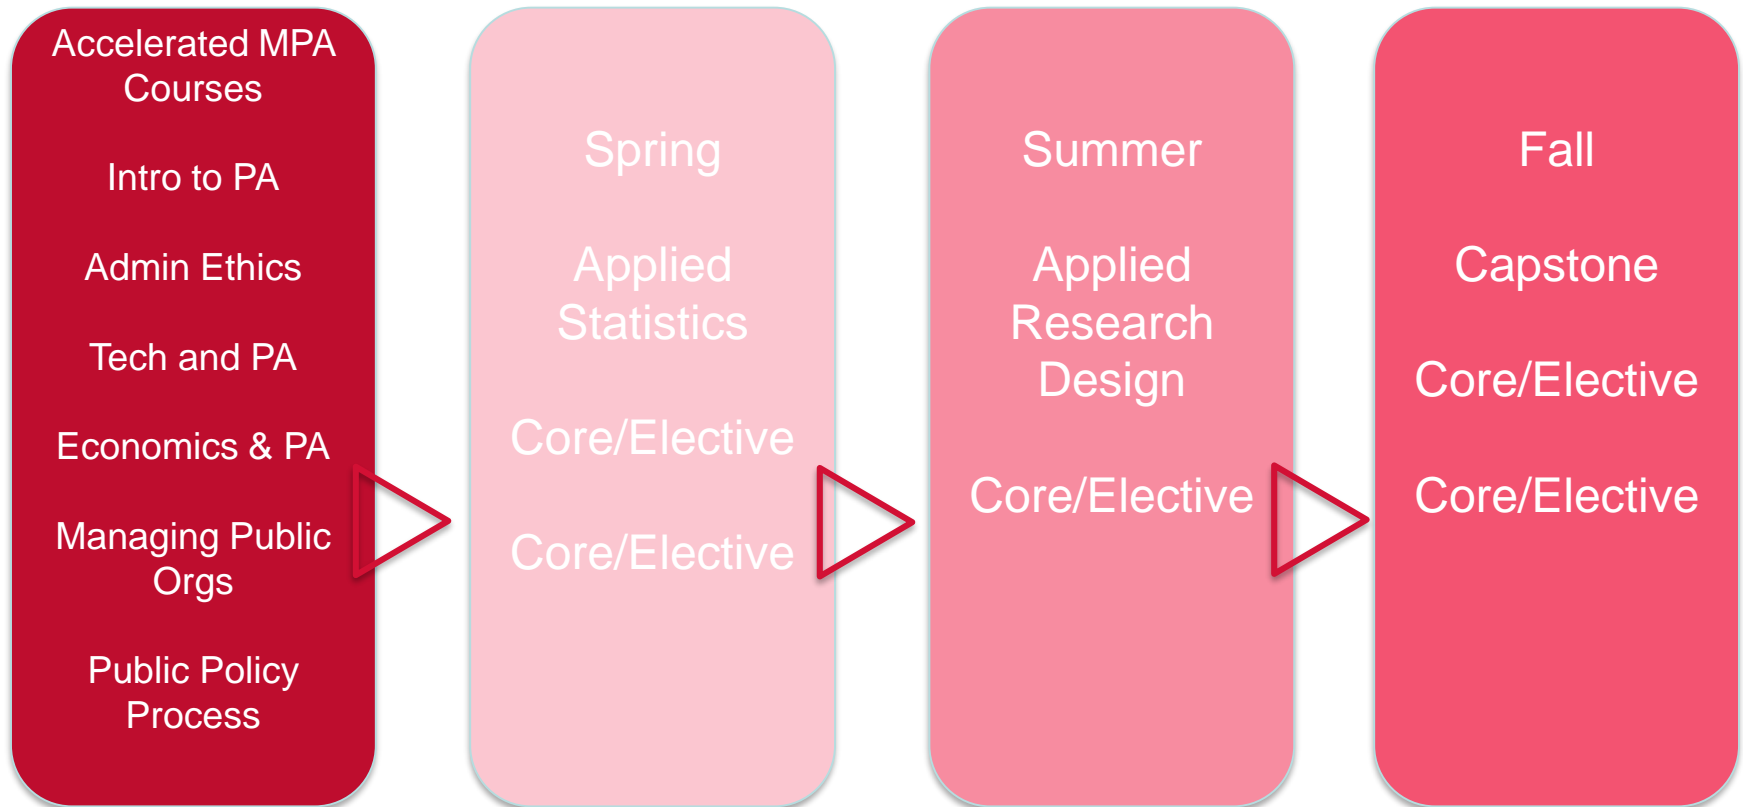 Accelerated MPA
Courses
Intro to PA
Admin Ethics
Tech and PA
Economics & PA
Managing Public
Orgs
Public Policy
Process
Spring
Applied
Statistics
Core/Elective
Core/Elective
Summer
Applied
Research
Design
Core/Elective
Fall
Capstone
Core/Elective
Core/Elective